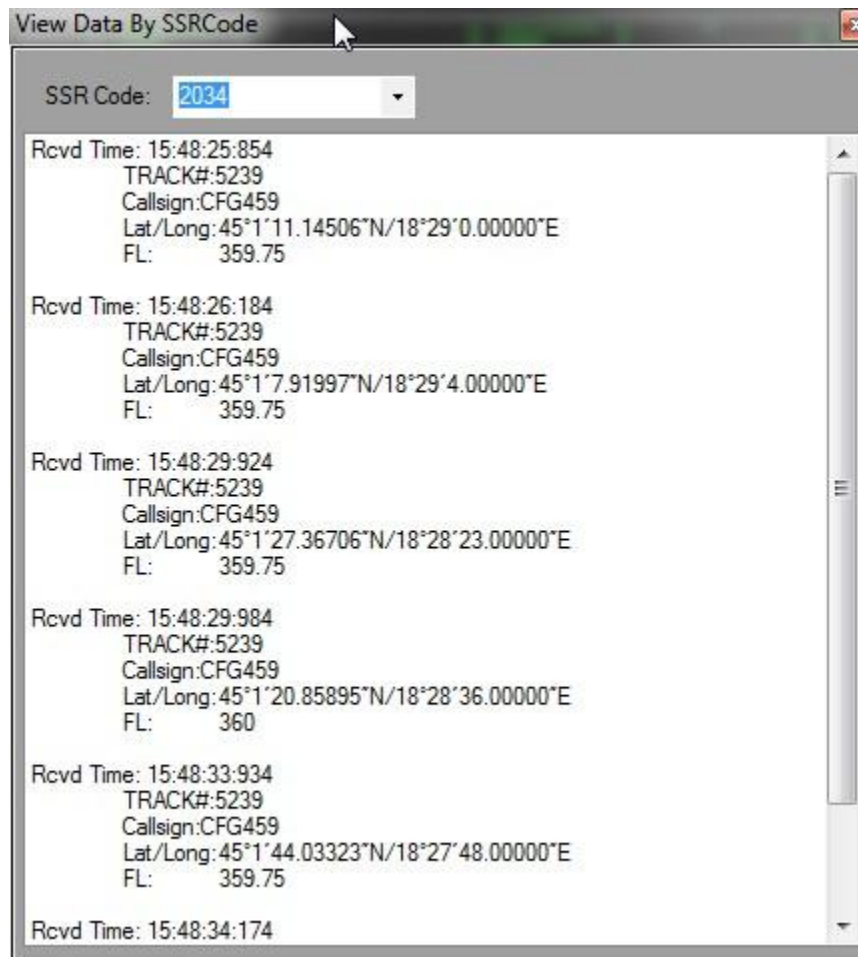 View Data By SSRCode
SSR Code: 2034
Rcvd Time: 15:48:25:854
TRACK#:5239
Callsign:CFG459
Lat/Long:45°1´11.14506˝N/18°29´0.00000˝E
FL: 359.75
Rcvd Time: 15:48:26:184
TRACK#:5239
Callsign:CFG459
Lat/Long:45°1´7.91997˝N/18°29´4.00000˝E
FL: 359.75
Rcvd Time: 15:48:29:924
TRACK#:5239
Callsign:CFG459
Lat/Long:45°1´27.36706˝N/18°28´23.00000˝E
FL: 359.75
Rcvd Time: 15:48:29:984
TRACK#:5239
Callsign:CFG459
Lat/Long:45°1´20.85895˝N/18°28´36.00000˝E
FL: 360
Rcvd Time: 15:48:33:934
TRACK#:5239
Callsign:CFG459
Lat/Long:45°1´44.03323˝N/18°27´48.00000˝E
FL: 359.75
Rcvd Time: 15:48:34:174